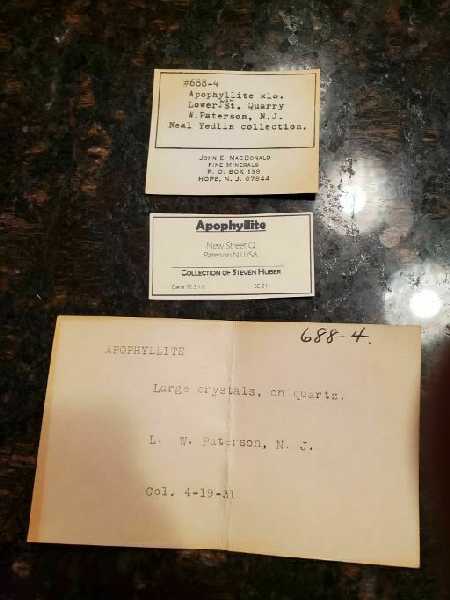 #688-4
Apophyllite xls.
Lower St. Quarry
W. Paterson, N.J.
Neal Yedlin collection.
JOHN E. MACDONALD
FINE MINERALS
P. O. BOX 
HOPE, N. J. 07844
Apophyllite
New Street Q.
Paterson NJ USA
COLLECTION OF STEVEN HUBER
688-4.
APOPHYLLITE
Large crystals, on quartz.
L. W. Paterson, N. J.
Col. 4-19-31